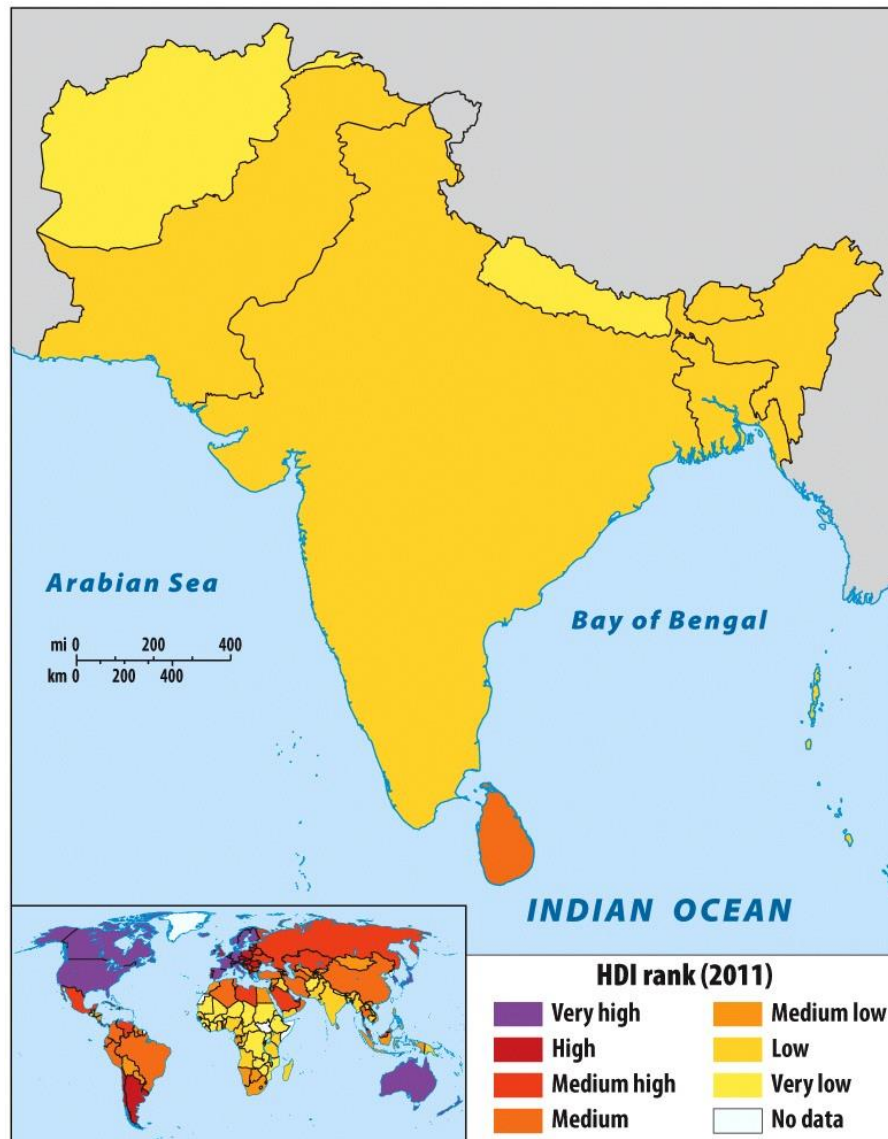 Arabian Sea
mi 0 200 400
km 0 200 400
Bay of Bengal
INDIAN OCEAN
HDI rank (2011)
Very high
High
Medium high
Medium
Medium low
Low
Very low
No data